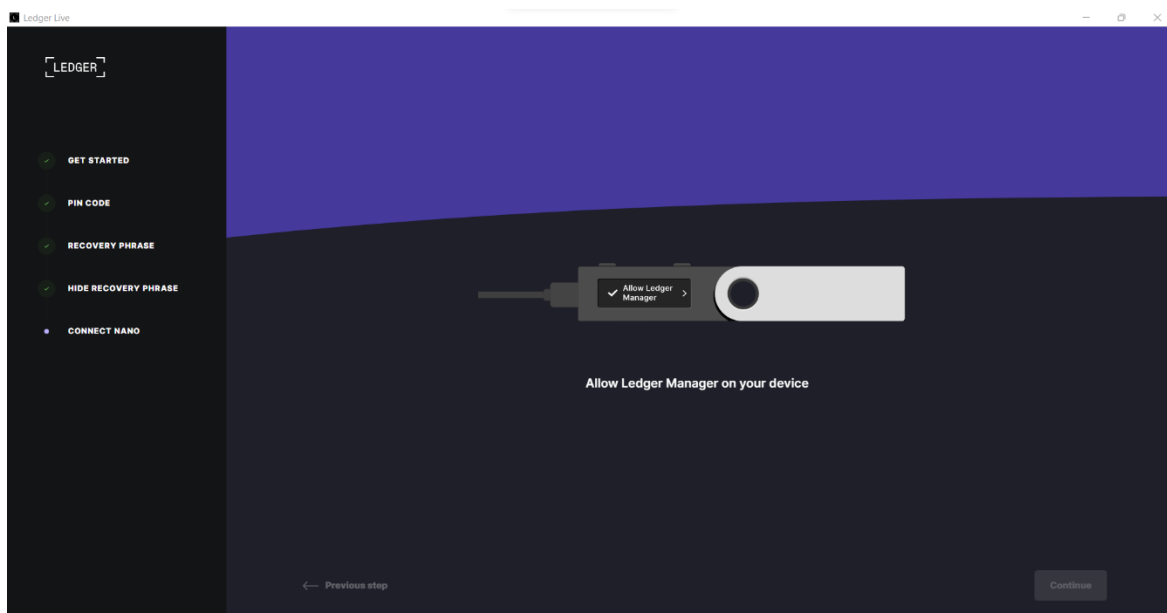 Ledger Live
LEDGER
GET STARTED
PIN CODE
RECOVERY PHRASE
HIDE RECOVERY PHRASE
CONNECT NANO
Allow Ledger
Manager
Allow Ledger Manager on your device
Previous step
Continue